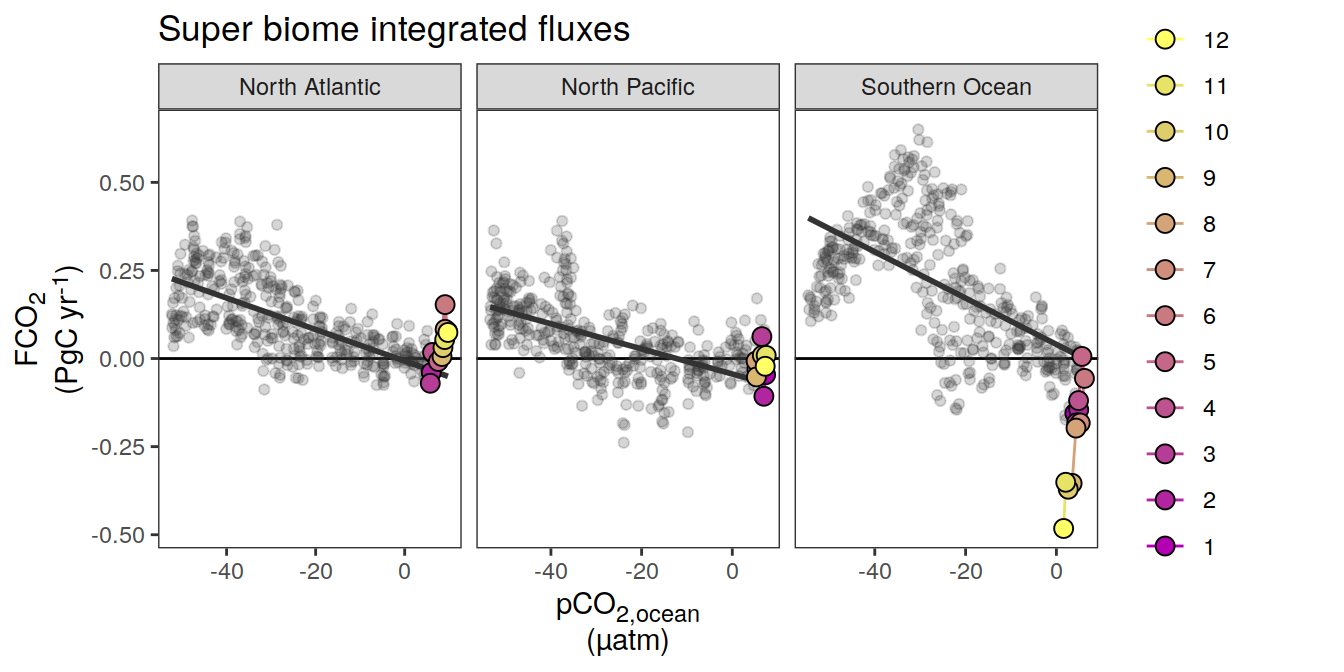 Super biome integrated fluxes
North Atlantic
North Pacific
Southern Ocean
FCO2
(PgC yr-1)
0.50
0.25
0.00
-0.25
-0.50
-40 -20 0
-40 -20 0
-40 -20 0
pCO2,ocean
(µatm)
12
11
10
9
8
7
6
5
4
3
2
1